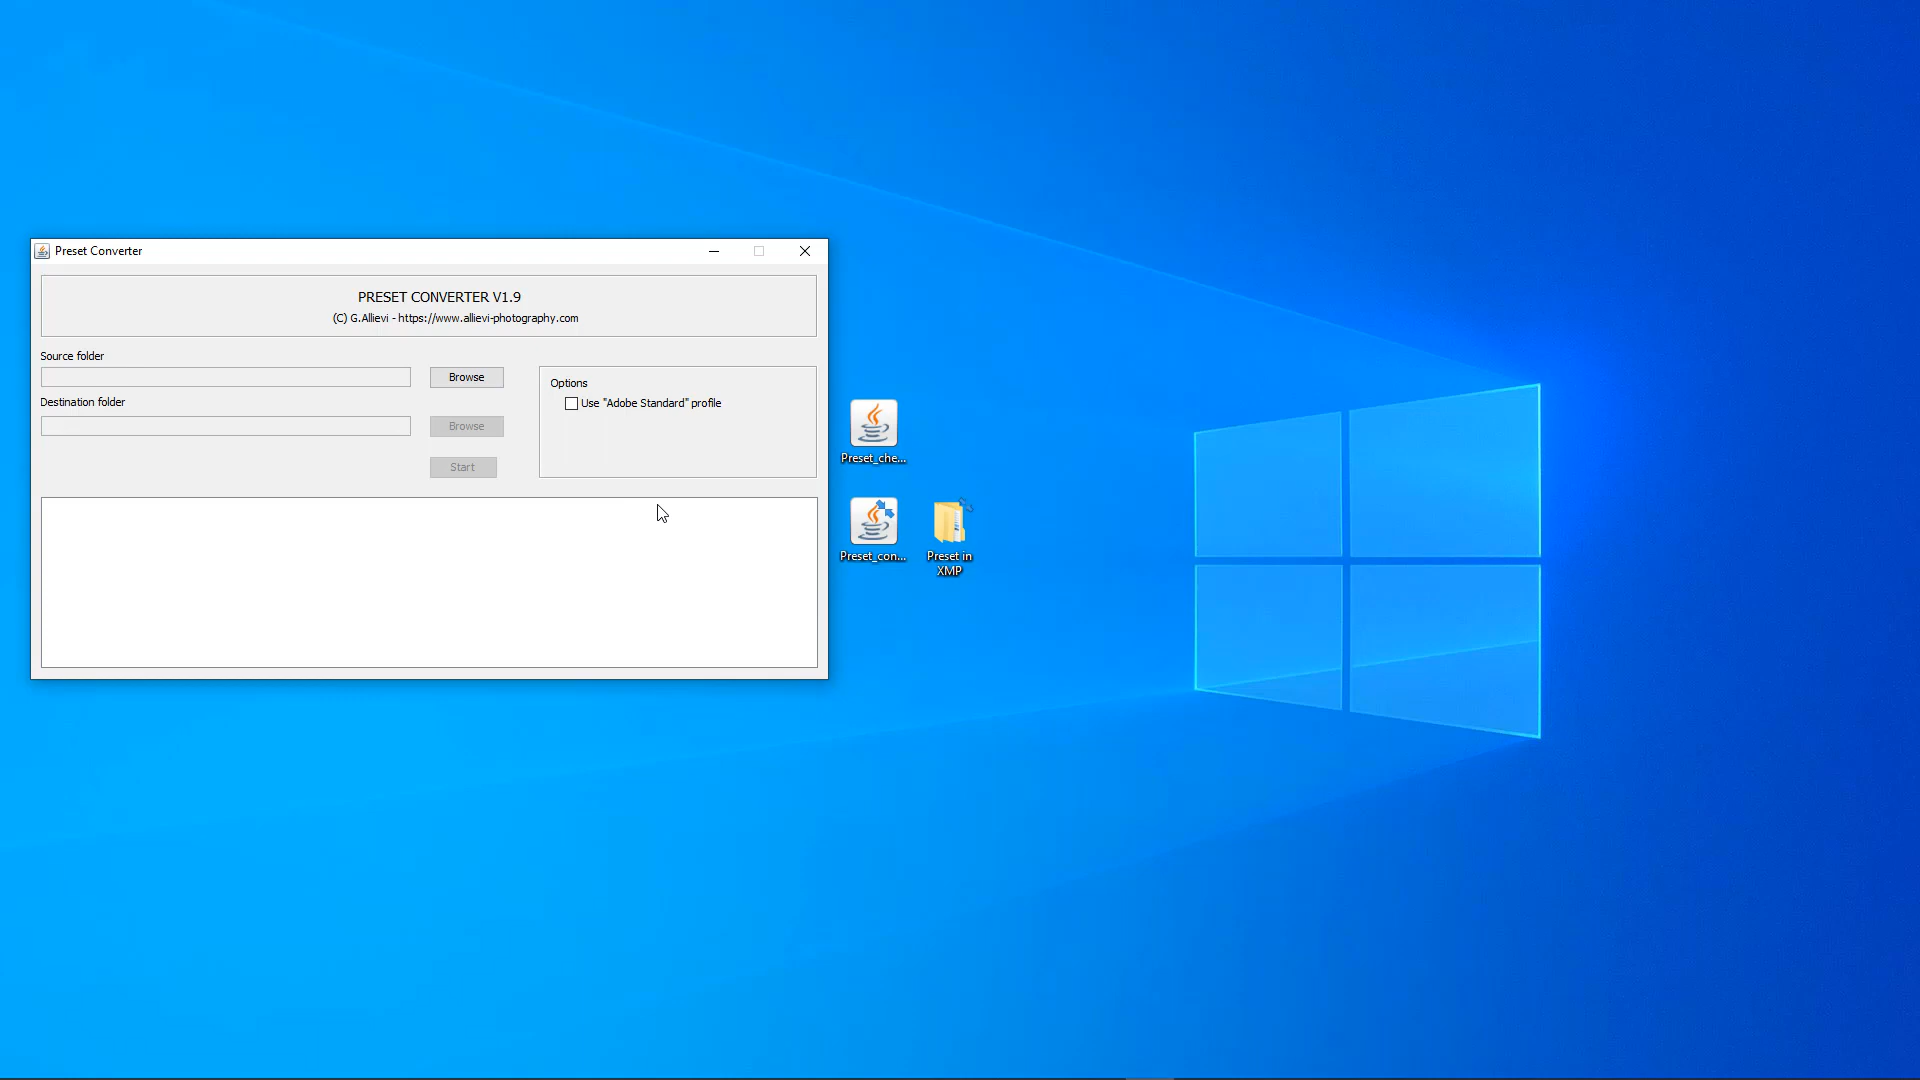 Preset Converter
PRESET CONVERTER V1.9
(C) G.Allievi - https://www.allievi-photography.com
Source folder
Browse
Options
Destination folder
Use "Adobe Standard" profile
Browse
Start
Preset_che...
Preset_con...
Preset in
XMP